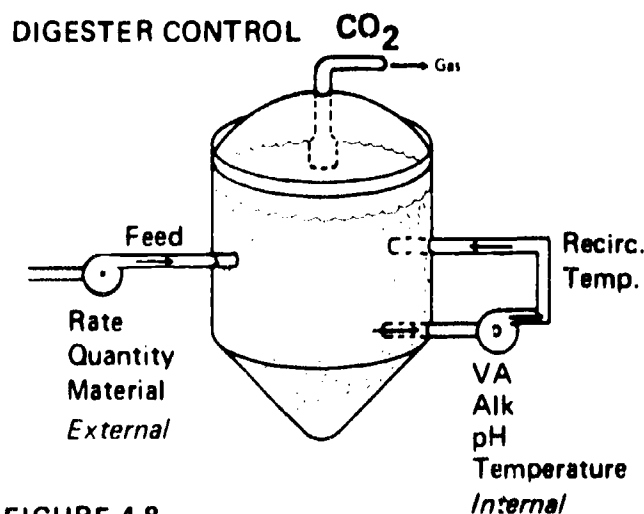 DIGESTER CONTROL CO2
Gas
Feed
Recirc.
Temp.
Rate
Quantity
Material
External
VA
Alk
pH
Temperature
Internal
FIGURE 4.8